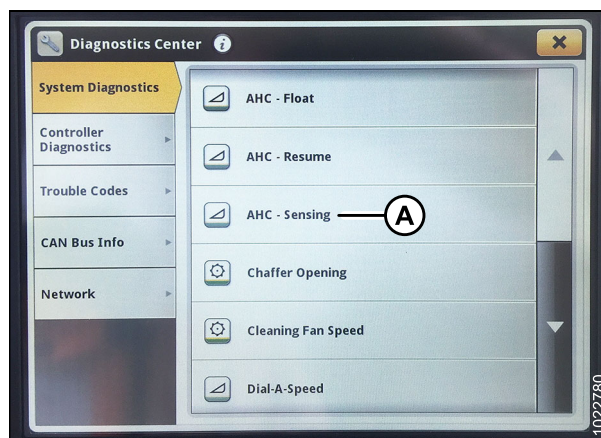 Diagnostics Center
System Diagnostics
Controller
Diagnostics
Trouble Codes
CAN Bus Info
Network
AHC - Float
AHC - Resume
AHC - Sensing
A
Chaffer Opening
Cleaning Fan Speed
Dial-A-Speed
1022780